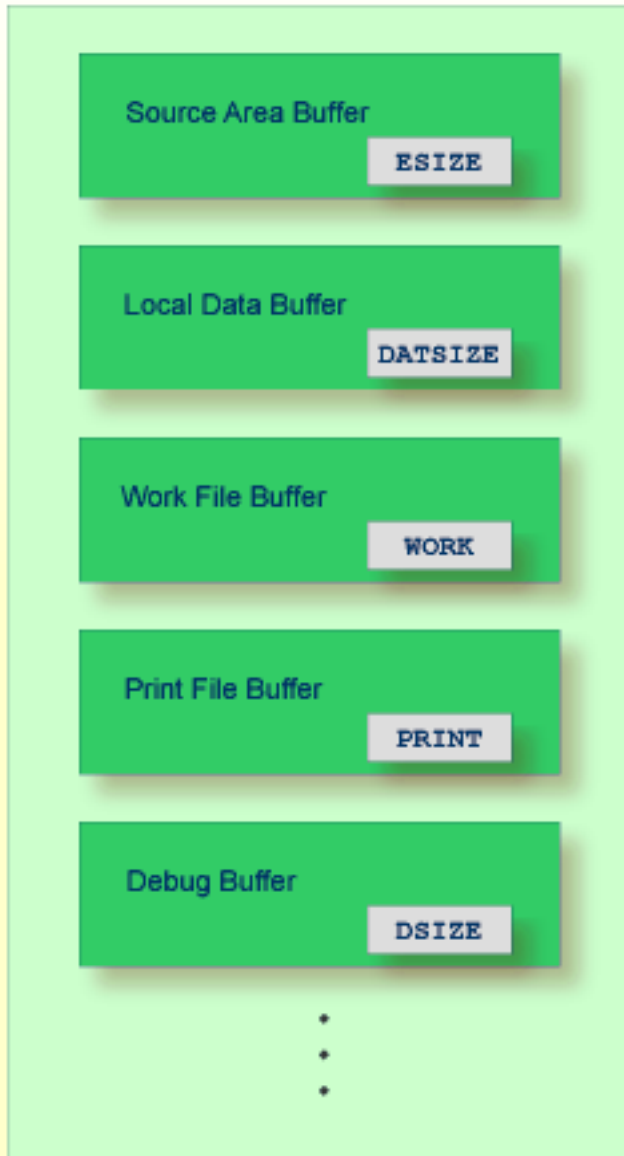 Source Area Buffer
ESIZE
Local Data Buffer
DATSIZE
Work File Buffer
WORK
Print File Buffer
PRINT
Debug Buffer
DSIZE